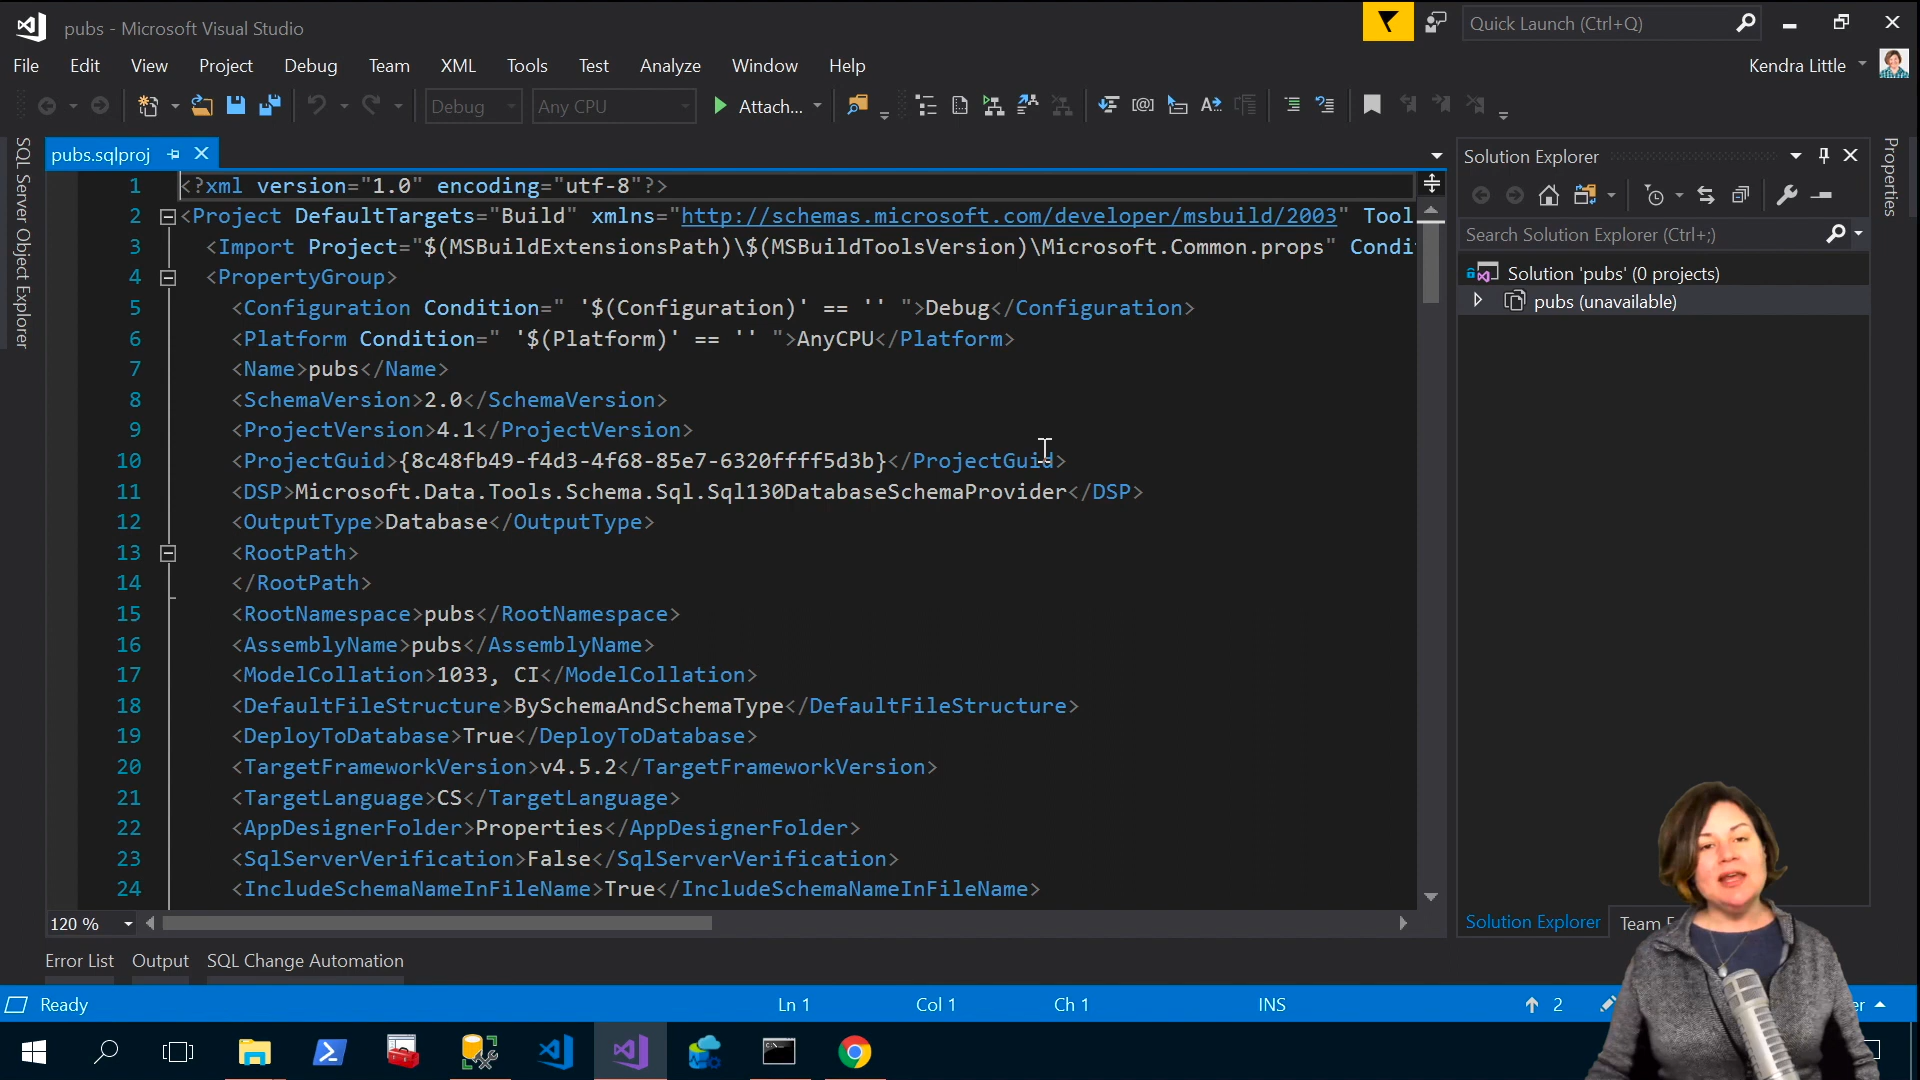 pubs - Microsoft Visual Studio
Quick Launch (Ctrl+Q)
File Edit View Project Debug Team XML Tools Test Analyze Window Help
Kendra Little
Debug
Any CPU
Attach...
SQL Server Object Explorer
pubs.sqlproj
1 <?xml version="1.0" encoding="utf-8"?>
2 <Project DefaultTargets="Build" xmlns="http://schemas.microsoft.com/developer/msbuild/2003" Tool
3 <Import Project="$(MSBuildExtensionsPath)\$(MSBuildToolsVersion)\Microsoft.Common.props" Condi
4 <PropertyGroup>
5 <Configuration Condition=" '$(Configuration)' == '' ">Debug</Configuration>
6 <Platform Condition=" '$(Platform)' == '' ">AnyCPU</Platform>
7 <Name>pubs</Name>
8 <SchemaVersion>2.0</SchemaVersion>
9 <ProjectVersion>4.1</ProjectVersion>
10 <ProjectGuid>{8c48fb49-f4d3-4f68-85e7-6320ffff5d3b}</ProjectGuid>
11 <DSP>Microsoft.Data.Tools.Schema.Sql.Sql130DatabaseSchemaProvider</DSP>
12 <OutputType>Database</OutputType>
13 <RootPath>
14 </RootPath>
15 <RootNamespace>pubs</RootNamespace>
16 <AssemblyName>pubs</AssemblyName>
17 <ModelCollation>1033, CI</ModelCollation>
18 <DefaultFileStructure>BySchemaAndSchemaType</DefaultFileStructure>
19 <DeployToDatabase>True</DeployToDatabase>
20 <TargetFrameworkVersion>v4.5.2</TargetFrameworkVersion>
21 <TargetLanguage>CS</TargetLanguage>
22 <AppDesignerFolder>Properties</AppDesignerFolder>
23 <SqlServerVerification>False</SqlServerVerification>
24 <IncludeSchemaNameInFileName>True</IncludeSchemaNameInFileName>
120 %
Solution Explorer
Search Solution Explorer (Ctrl+;)
Solution 'pubs' (0 projects)
pubs (unavailable)
Solution Explorer
Team
Properties
Error List Output SQL Change Automation
Ready
Ln 1 Col 1 Ch 1 INS
2
er